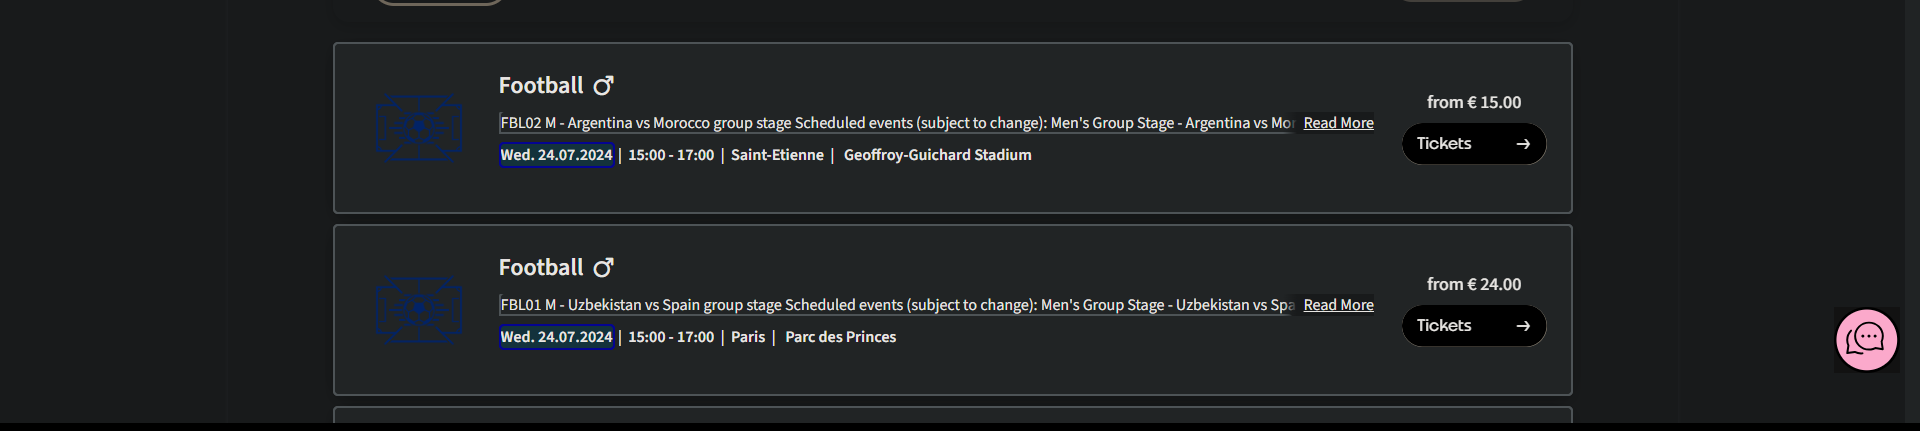 Football
FBL02 M - Argentina vs Morocco group stage Scheduled events (subject to change): Men's Group Stage - Argentina vs Mor Read More
Wed. 24.07.2024 | 15:00 - 17:00 | Saint-Etienne | Geoffroy-Guichard Stadium
from € 15.00
Tickets →
Football
FBL01 M - Uzbekistan vs Spain group stage Scheduled events (subject to change): Men's Group Stage - Uzbekistan vs Spa Read More
Wed. 24.07.2024 | 15:00 - 17:00 | Paris | Parc des Princes
from € 24.00
Tickets →